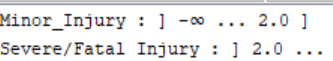 Minor_Injury : ] -∞ ... 2.0 ]
Severe/Fatal Injury : ] 2.0 ...